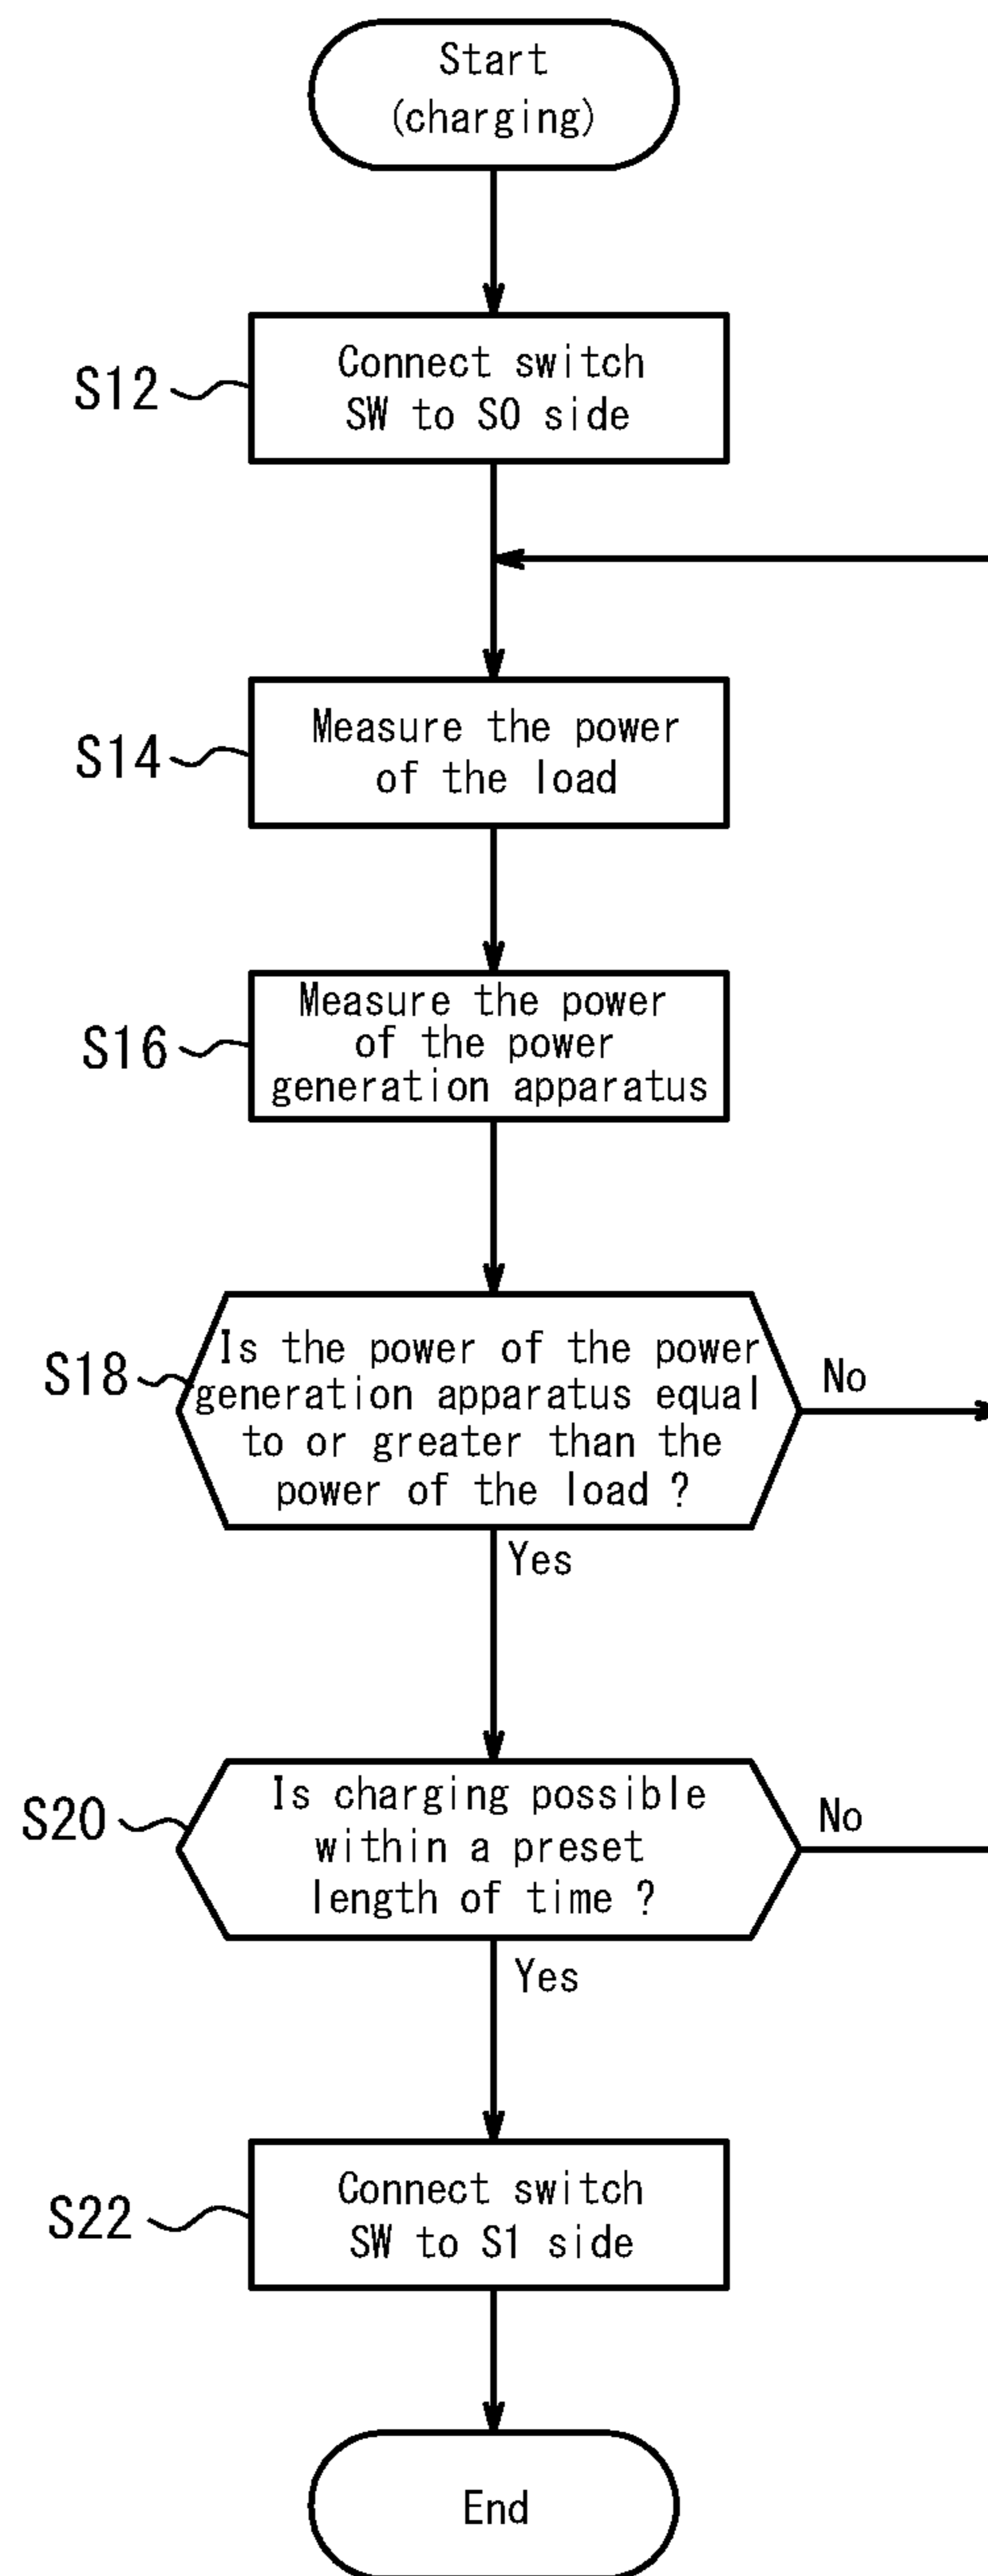 Start
(charging)
S12
Connect switch
SW to S0 side
S14
Measure the power
of the load
S16
Measure the power
of the power
generation apparatus
S18
Is the power of the power
generation apparatus equal
to or greater than the
power of the load ?
No
Yes
S20
Is charging possible
within a preset
length of time ?
No
Yes
S22
Connect switch
SW to S1 side
End